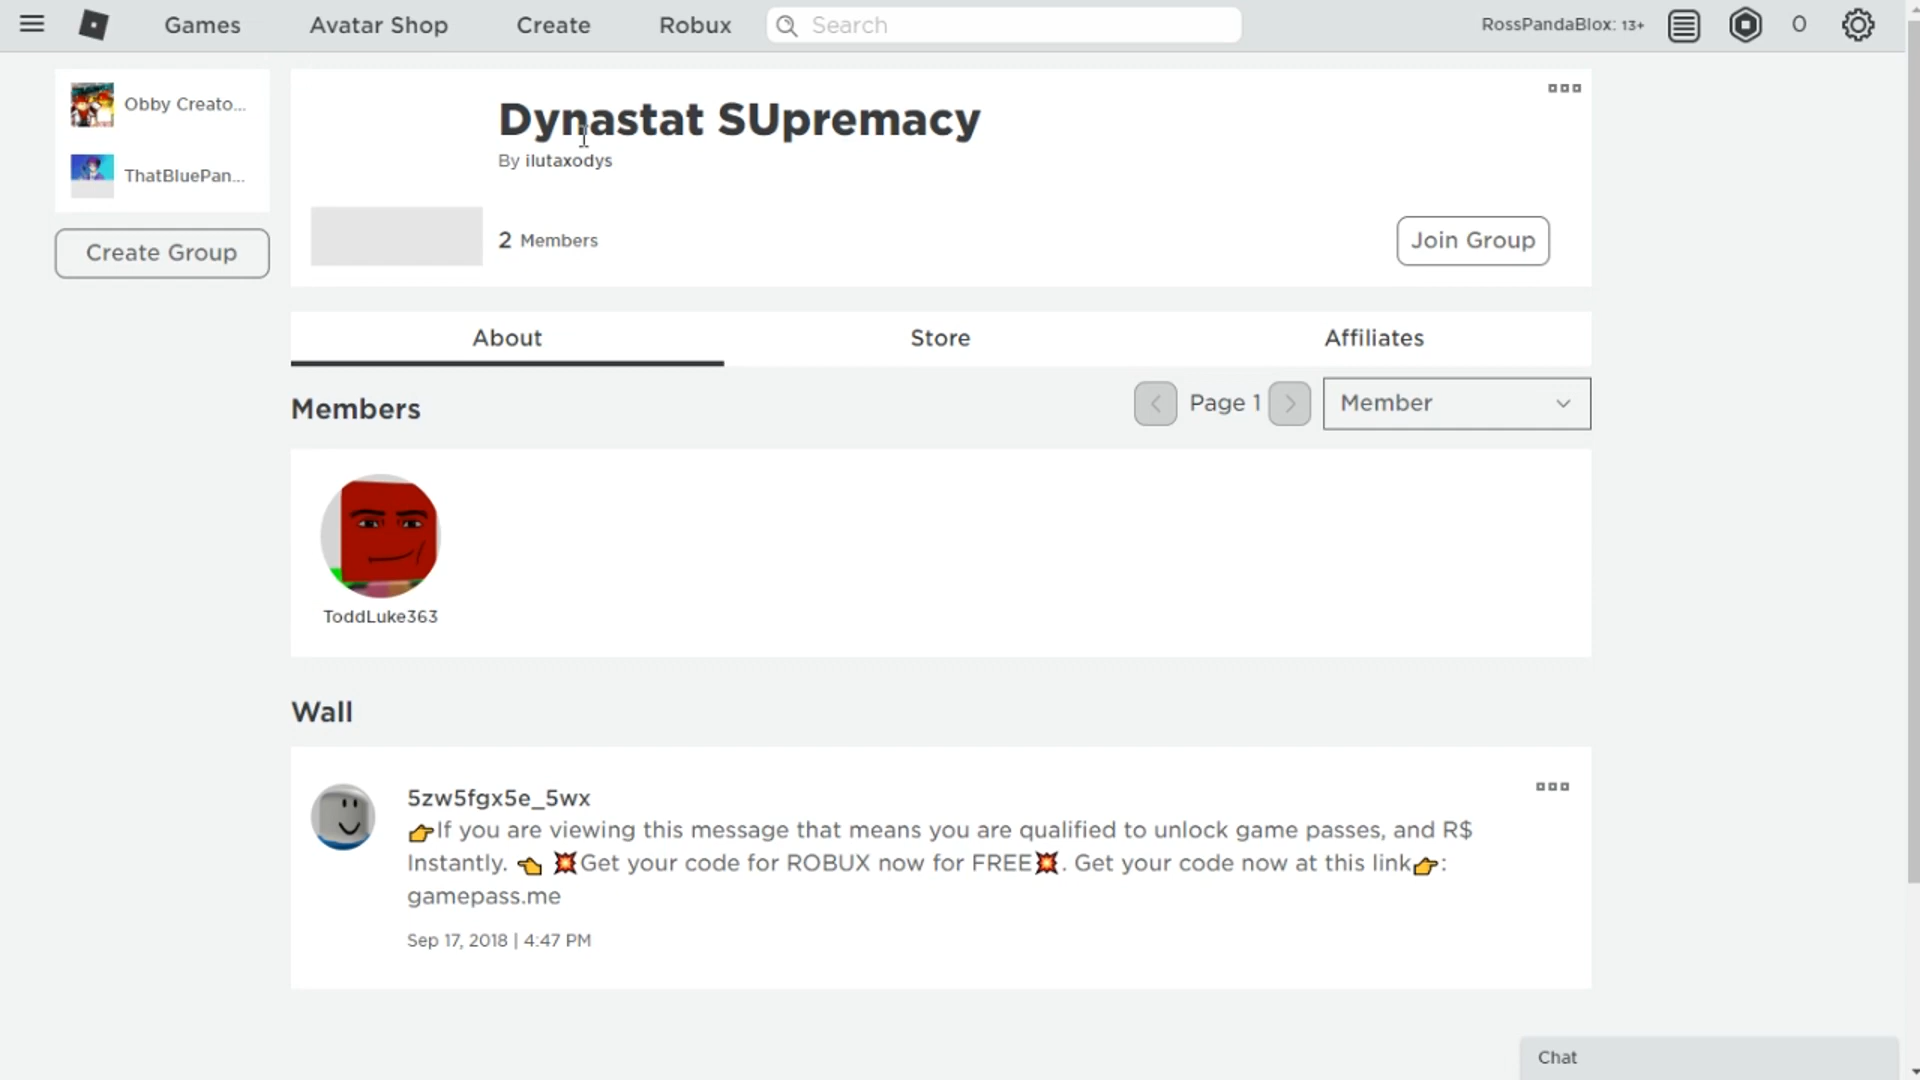 Games Avatar Shop Create Robux Search RossPandaBlox: 13+ 0
Obby Creato...
ThatBluePan...
Create Group
Dynastat SUpremacy
By ilutaxodys
2 Members
Join Group
About Store Affiliates
Members
Page 1
Member
ToddLuke363
Wall
5zw5fgx5e_5wx
👉If you are viewing this message that means you are qualified to unlock game passes, and R$
Instantly. 👈 💥Get your code for ROBUX now for FREE💥. Get your code now at this link👉:
gamepass.me
Sep 17, 2018 | 4:47 PM
Chat